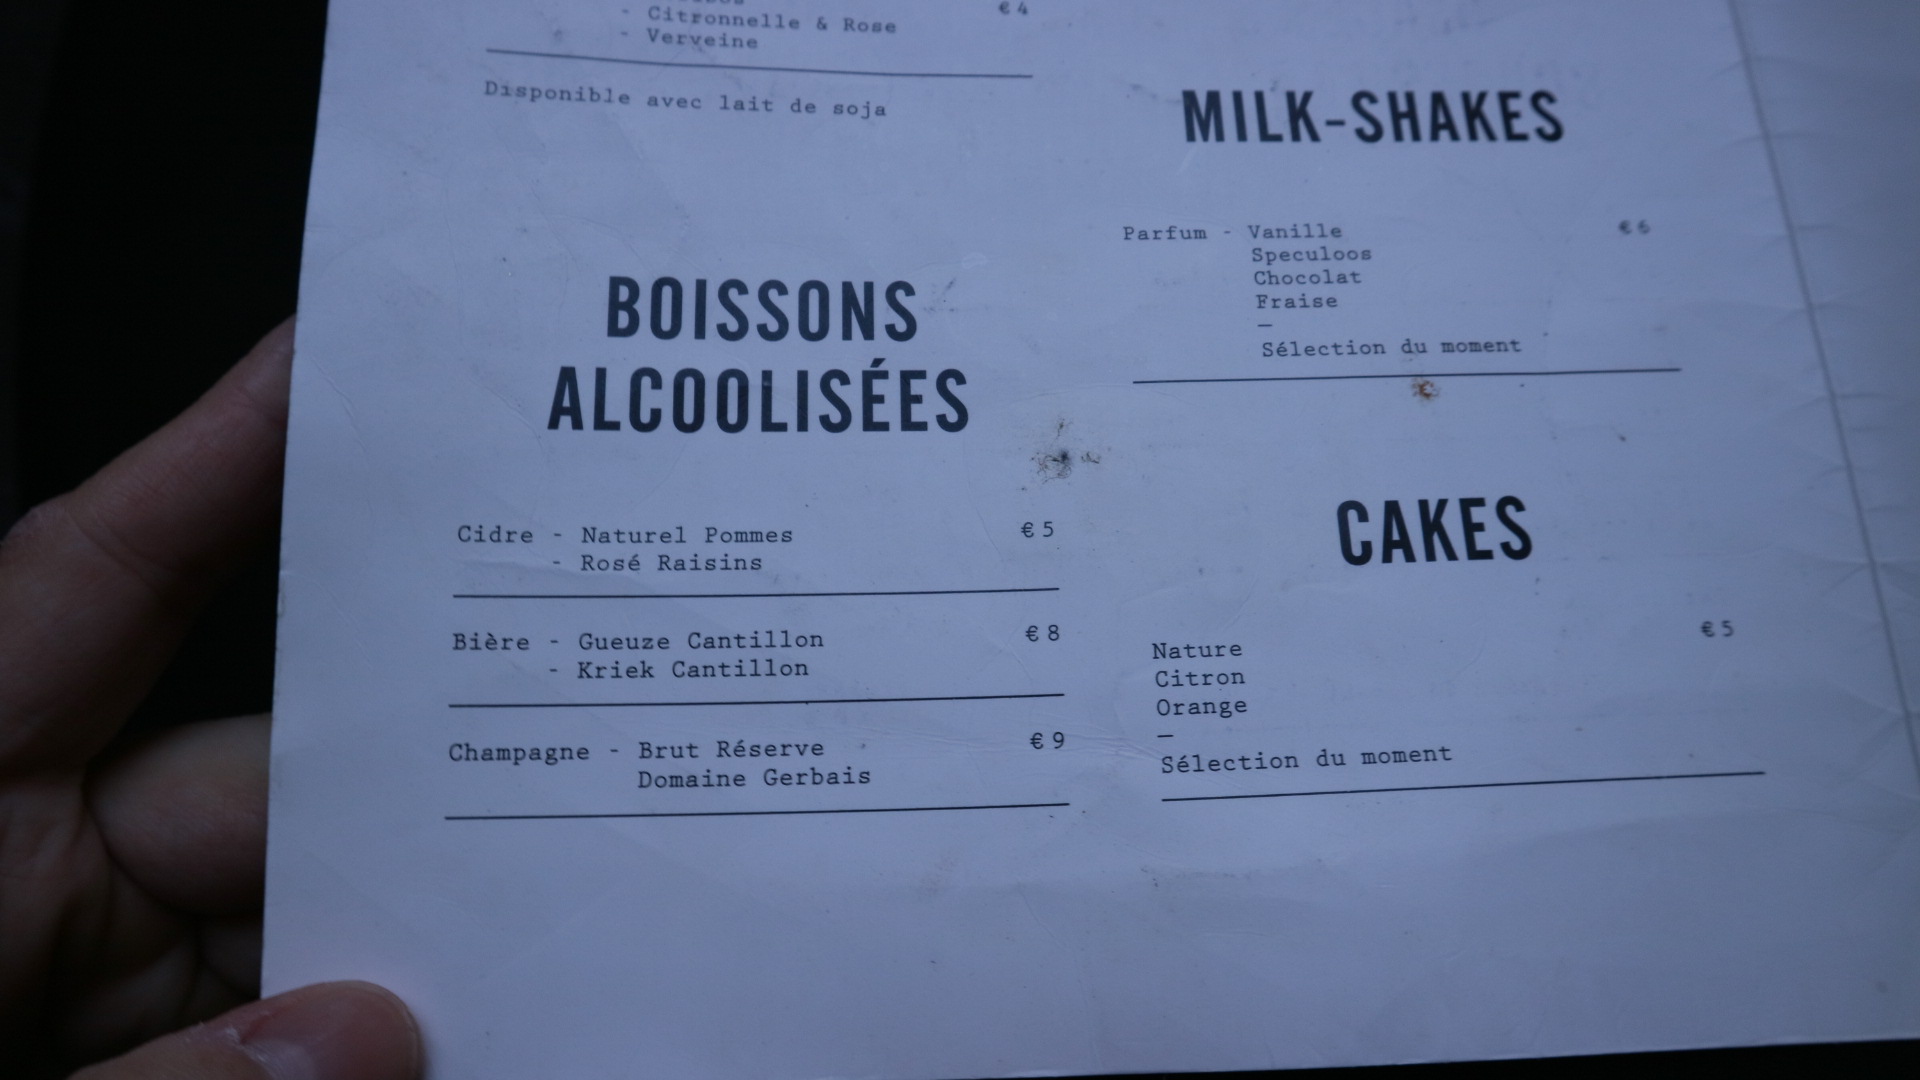 - Citronnelle & Rose
€ 4
- Verveine
Disponible avec lait de soja
BOISSONS
ALCOOLISÉES
Cidre - Naturel Pommes € 5
- Rosé Raisins
Bière - Gueuze Cantillon € 8
- Kriek Cantillon
Champagne - Brut Réserve € 9
Domaine Gerbais
MILK-SHAKES
Parfum - Vanille € 6
Speculoos
Chocolat
Fraise
—
Sélection du moment
CAKES
€ 5
Nature
Citron
Orange
—
Sélection du moment